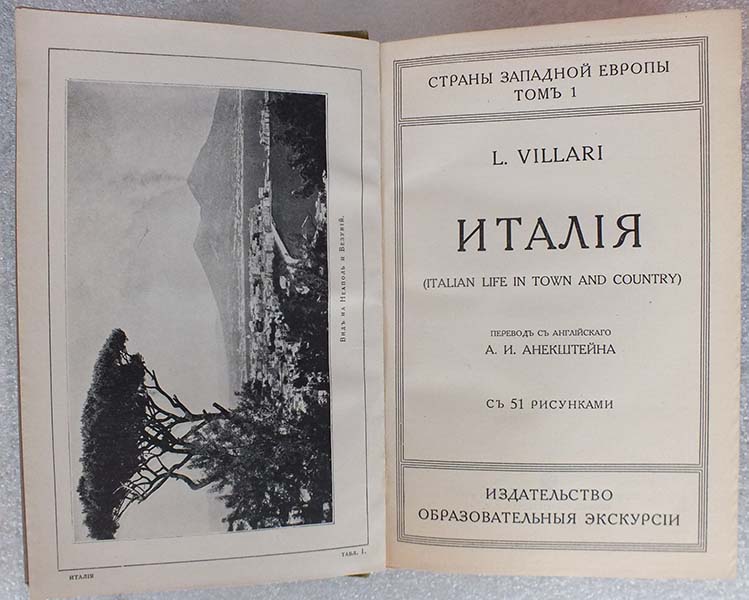 Видъ на Неаполь и Везувій.
ТАБЛ. 1.
ИТАЛІЯ
СТРАНЫ ЗАПАДНОЙ ЕВРОПЫ
ТОМЪ 1
L. VILLARI
ИТАЛІЯ
(ITALIAN LIFE IN TOWN AND COUNTRY)
ПЕРЕВОДЪ СЪ АНГЛІЙСКАГО
А. И. АНЕКШТЕЙНА
СЪ 51 РИСУНКАМИ
ИЗДАТЕЛЬСТВО
ОБРАЗОВАТЕЛЬНЫЯ ЭКСКУРСІИ